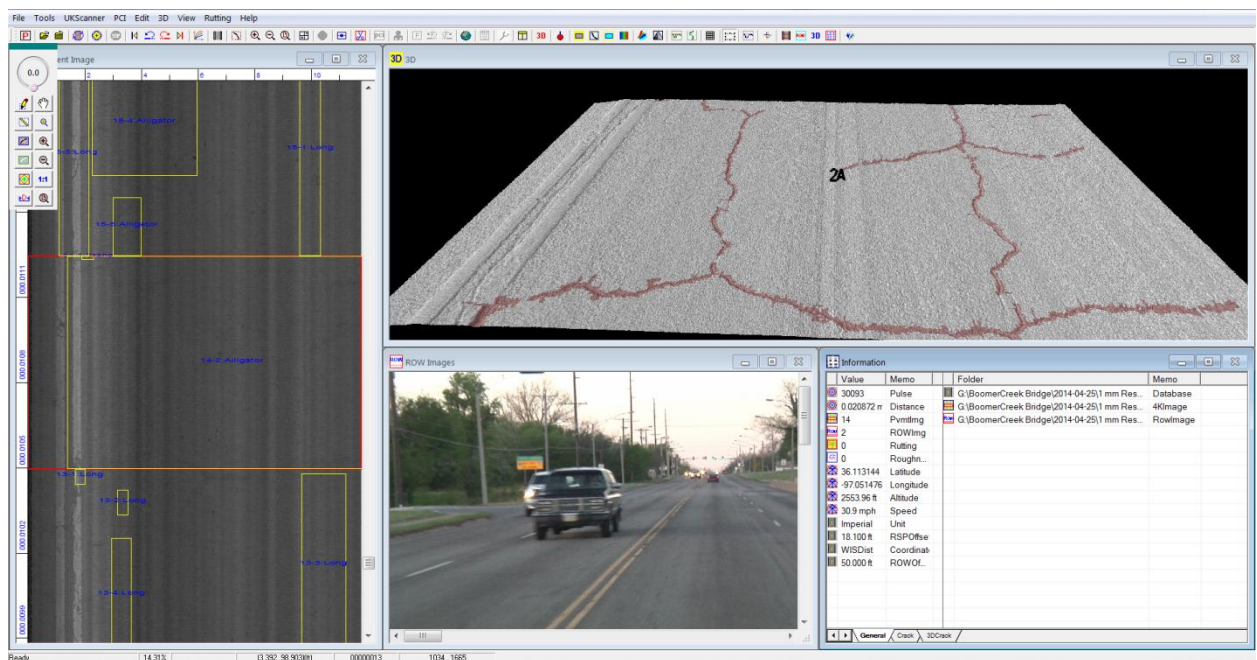 File Tools UKScanner PCI Edit 3D View Rutting Help
3D
3D
0.0
ent Image
2 4 6 8 10
1:1
15-4:Alligator
15-1:Long
15-5:Alligator
000.0111
000.0108
14-2:Alligator
000.0105
13-1:Long
13-2:Long
000.0102
13-3:Long
13-4:Long
000.0099
3D 3D
2A
ROW ROW Images
Information
Value Memo Folder Memo
30093 Pulse G:\BoomerCreek Bridge\2014-04-25\1 mm Res... Database
0.020872 m Distance G:\BoomerCreek Bridge\2014-04-25\1 mm Res... 4KImage
14 PvmtImg G:\BoomerCreek Bridge\2014-04-25\1 mm Res... RowImage
2 ROWImg
0 Rutting
0 Roughn...
36.113144 Latitude
-97.051476 Longitude
2553.96 ft Altitude
30.9 mph Speed
Imperial Unit
18.100 ft RSPOffse
WISDist Coordinat
50.000 ft ROWOf...
General Crack 3DCrack
Ready 14.31% (3.392, 98.903)(ft) 00000013 1034, 1665